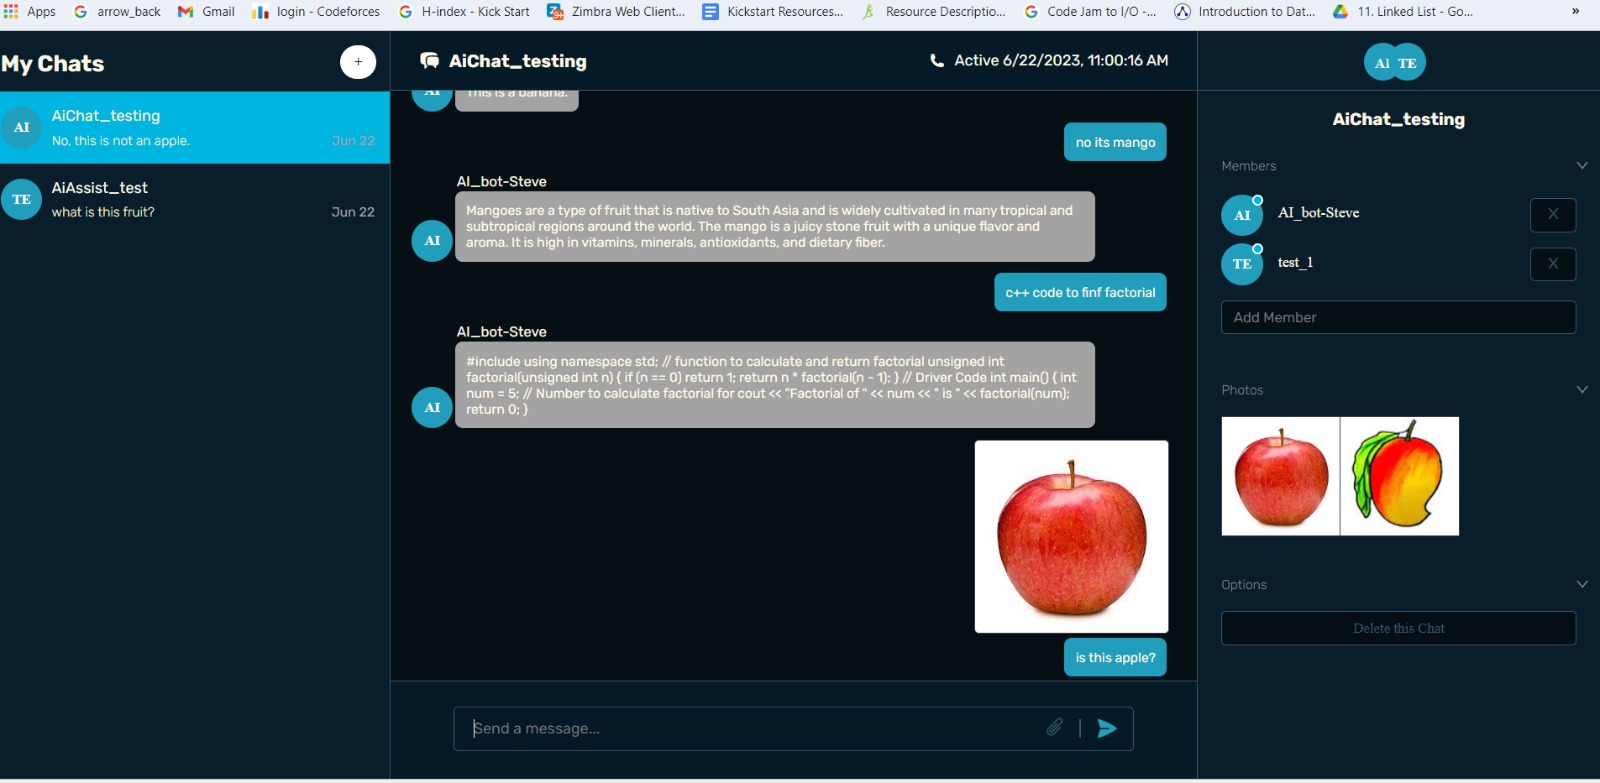 Apps arrow_back Gmail login - Codeforces H-index - Kick Start Zimbra Web Client... Kickstart Resources... Resource Descriptio... Code Jam to I/O -... Introduction to Dat... 11. Linked List - Go... »
My Chats
+
AI
AiChat_testing
No, this is not an apple.
Jun 22
TE
AiAssist_test
what is this fruit?
Jun 22
AiChat_testing
Active 6/22/2023, 11:00:16 AM
AI
This is a banana.
no its mango
AI_bot-Steve
Mangoes are a type of fruit that is native to South Asia and is widely cultivated in many tropical and
subtropical regions around the world. The mango is a juicy stone fruit with a unique flavor and
aroma. It is high in vitamins, minerals, antioxidants, and dietary fiber.
AI
c++ code to finf factorial
AI_bot-Steve
#include using namespace std; // function to calculate and return factorial unsigned int
factorial(unsigned int n) { if (n == 0) return 1; return n * factorial(n - 1); } // Driver Code int main() { int
num = 5; // Number to calculate factorial for cout << "Factorial of " << num << " is " << factorial(num);
return 0; }
AI
is this apple?
Send a message...
AI TE
AiChat_testing
Members
AI
AI_bot-Steve
X
TE
test_1
X
Add Member
Photos
Options
Delete this Chat